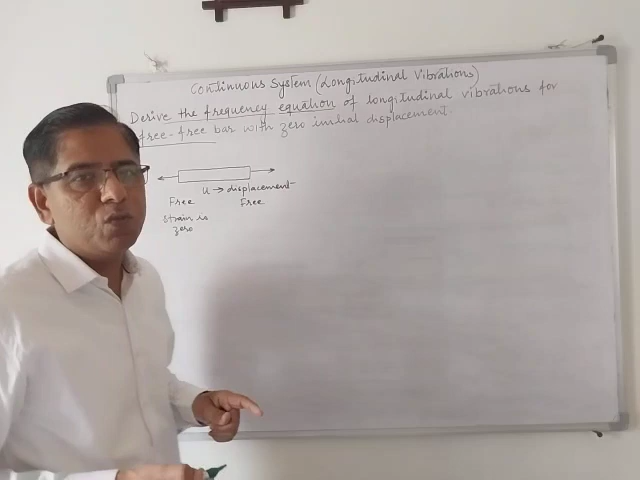 Continuous System (Longitudinal Vibrations)
Derive the frequency equation of longitudinal vibrations for
free-free bar with zero initial displacement.
u → displacement
Free Free
Strain is
zero